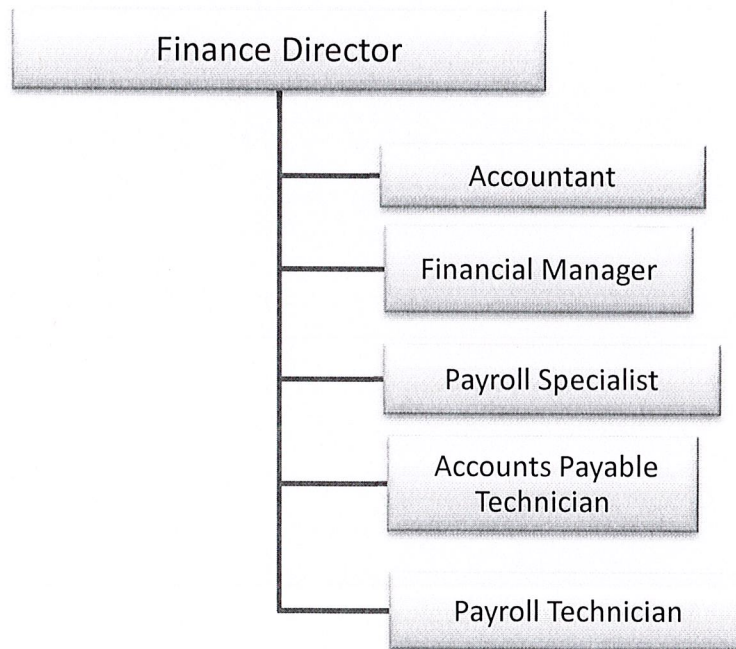 Finance Director
Accountant
Financial Manager
Payroll Specialist
Accounts Payable
Technician
Payroll Technician